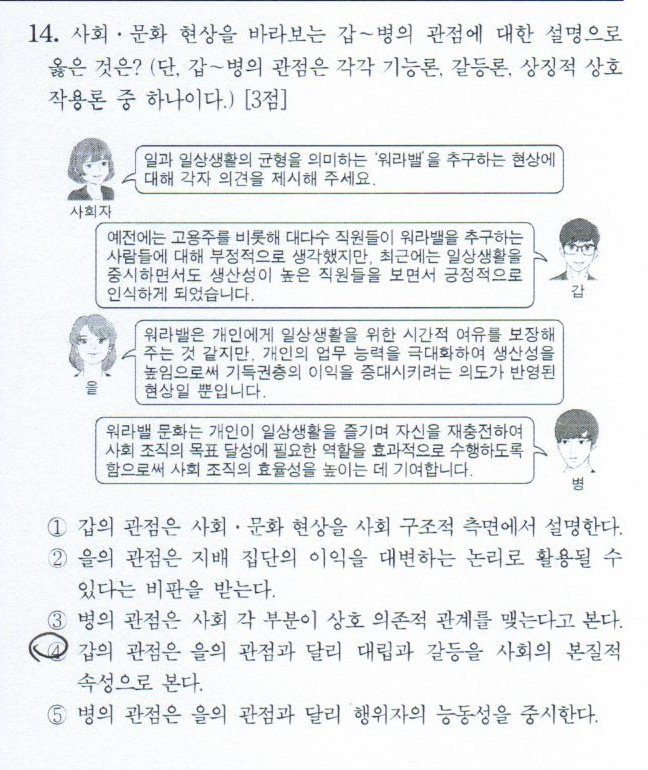 14. 사회・문화 현상을 바라보는 갑~병의 관점에 대한 설명으로
옳은 것은? (단, 갑~병의 관점은 각각 기능론, 갈등론, 상징적 상호
작용론 중 하나이다.) [3점]
일과 일상생활의 균형을 의미하는 '워라밸'을 추구하는 현상에
대해 각자 의견을 제시해 주세요.
사회자
예전에는 고용주를 비롯해 대다수 직원들이 워라밸을 추구하는
사람들에 대해 부정적으로 생각했지만, 최근에는 일상생활을
중시하면서도 생산성이 높은 직원들을 보면서 긍정적으로
인식하게 되었습니다.
갑
워라밸은 개인에게 일상생활을 위한 시간적 여유를 보장해
주는 것 같지만, 개인의 업무 능력을 극대화하여 생산성을
높임으로써 기득권층의 이익을 증대시키려는 의도가 반영된
현상일 뿐입니다.
을
워라밸 문화는 개인이 일상생활을 즐기며 자신을 재충전하여
사회 조직의 목표 달성에 필요한 역할을 효과적으로 수행하도록
함으로써 사회 조직의 효율성을 높이는 데 기여합니다.
병
① 갑의 관점은 사회・문화 현상을 사회 구조적 측면에서 설명한다.
② 을의 관점은 지배 집단의 이익을 대변하는 논리로 활용될 수
있다는 비판을 받는다.
③ 병의 관점은 사회 각 부분이 상호 의존적 관계를 맺는다고 본다.
④ 갑의 관점은 을의 관점과 달리 대립과 갈등을 사회의 본질적
속성으로 본다.
⑤ 병의 관점은 을의 관점과 달리 행위자의 능동성을 중시한다.